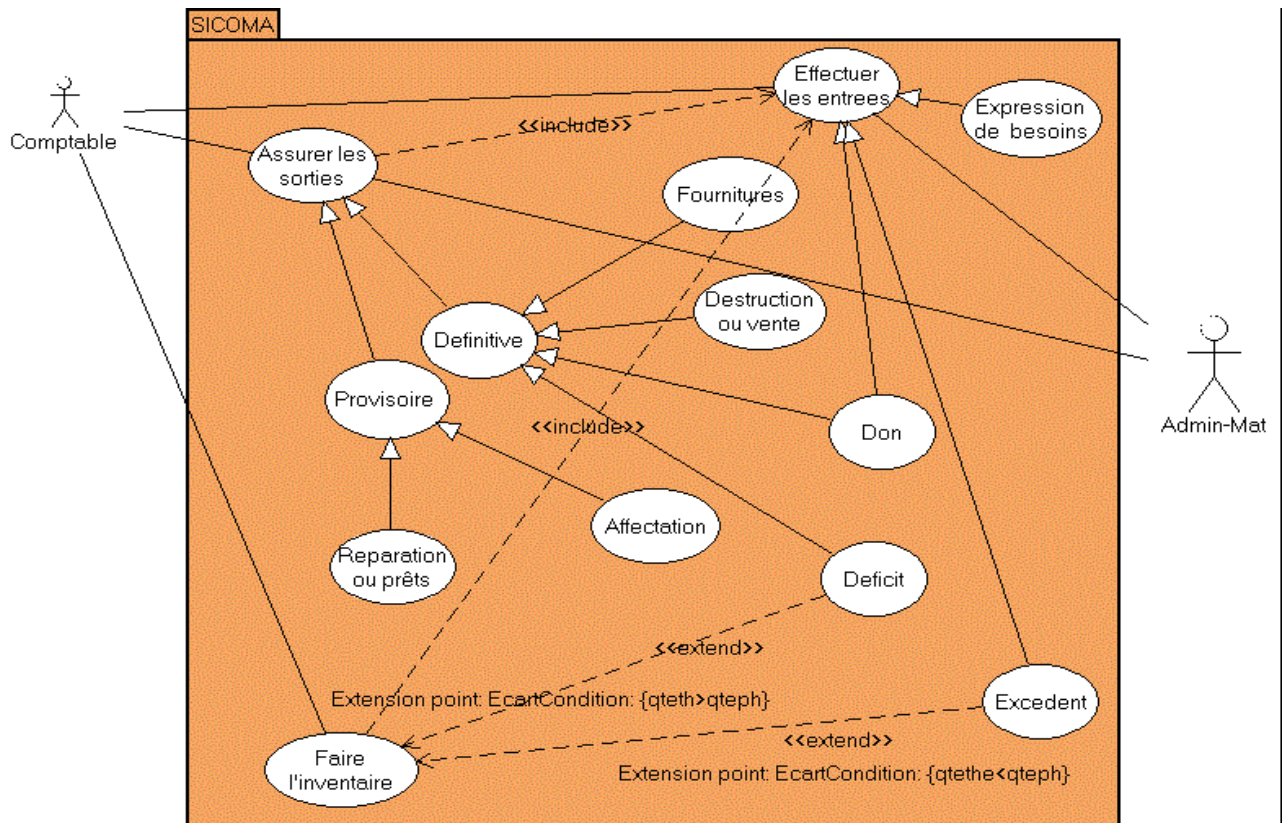 SICOMA
Effectuer
les entrees
Expression
de besoins
Comptable
<<include>>
Assurer les
sorties
Fournitures
Destruction
ou vente
Definitive
Provisoire
<<include>>
Don
Admin-Mat
Affectation
Reparation
ou prêts
Deficit
<<extend>>
Extension point: EcartCondition: {qteth>qteph}
Excedent
<<extend>>
Faire
l'inventaire
Extension point: EcartCondition: {qtethe<qteph}